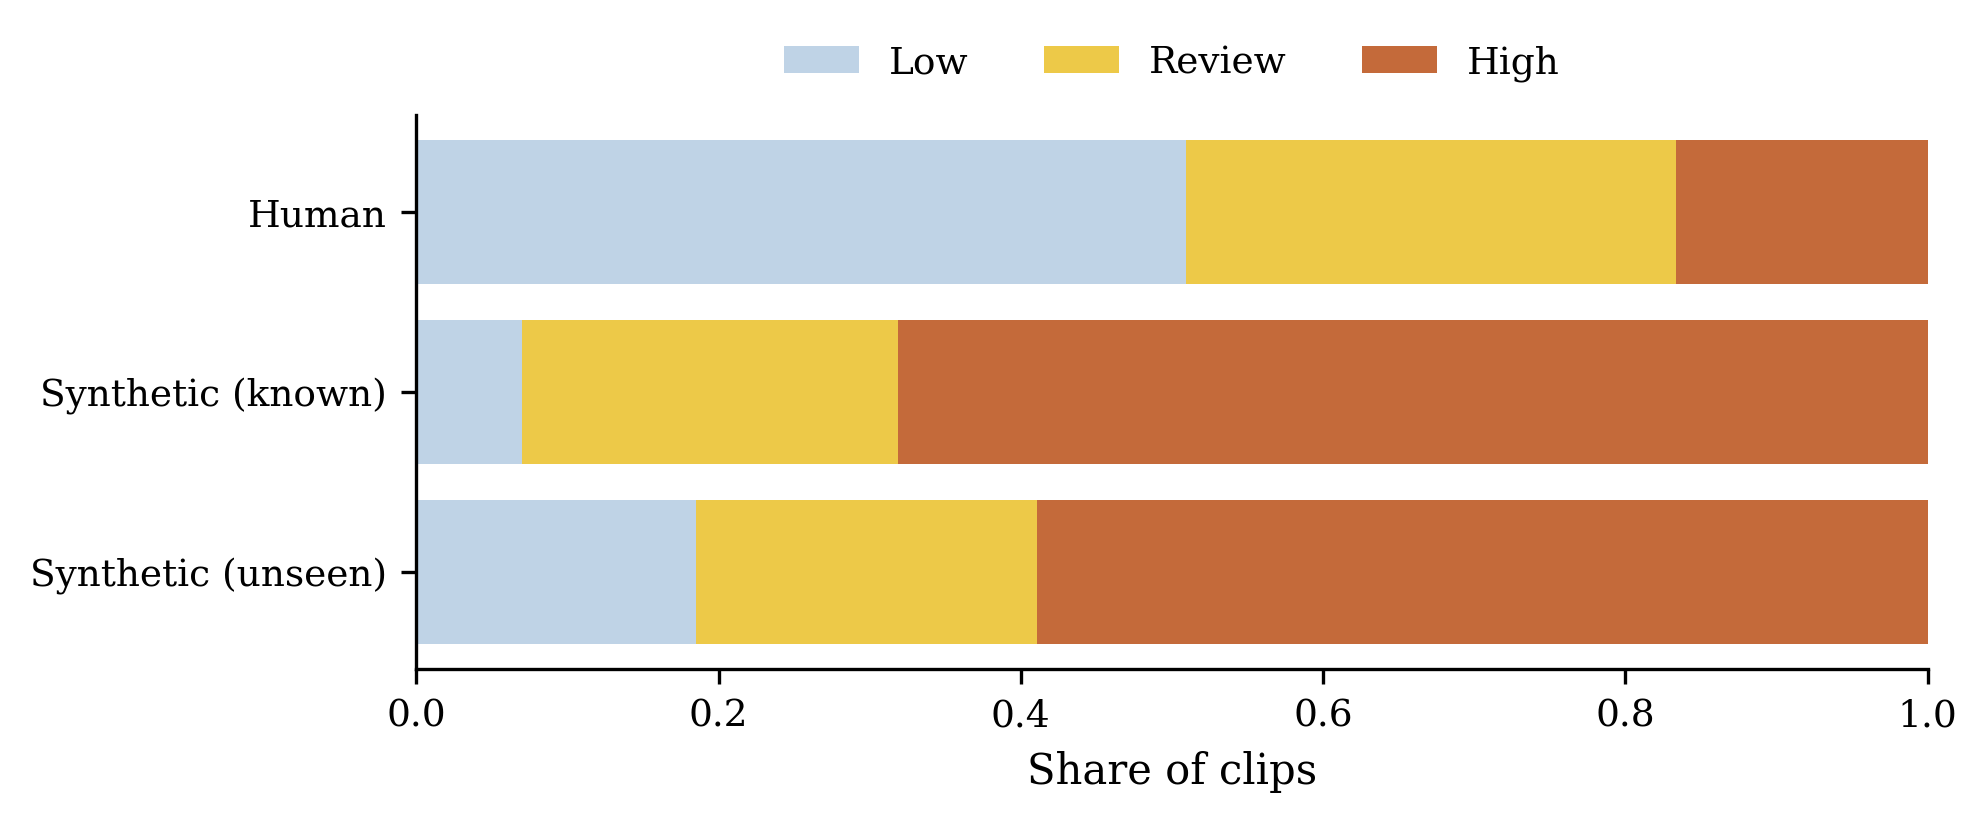 Low Review High
Human
Synthetic (known)
Synthetic (unseen)
0.0 0.2 0.4 0.6 0.8 1.0
Share of clips